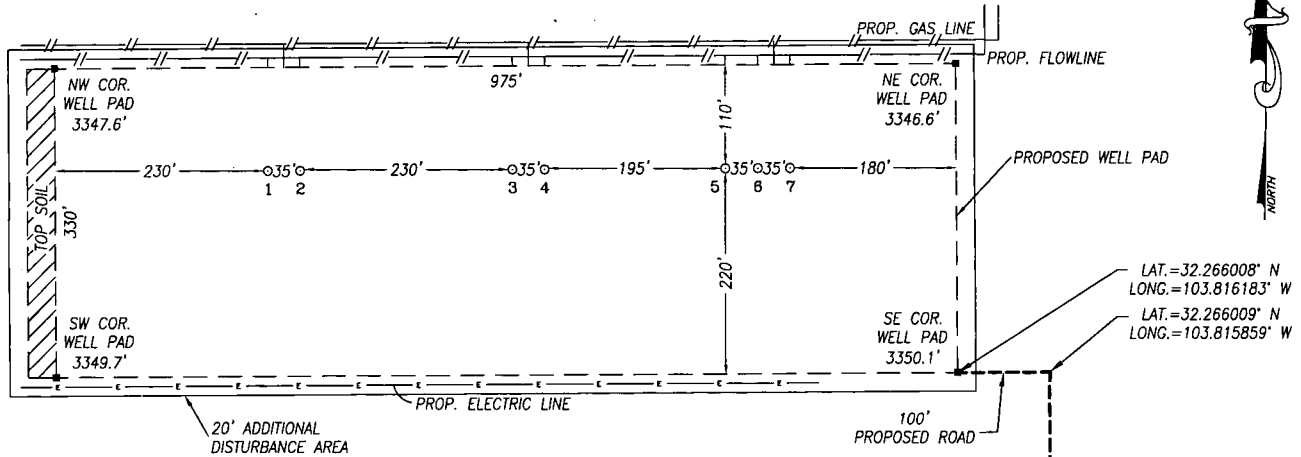 PROP. GAS LINE
PROP. FLOWLINE
975'
NW COR.
WELL PAD
3347.6'
NE COR.
WELL PAD
3346.6'
110'
PROPOSED WELL PAD
230' 35' 230' 35' 195' 35' 35' 180'
1 2 3 4 5 6 7
TOP SOIL
330'
NORTH
220'
LAT.=32.266008° N
LONG.=103.816183° W
LAT.=32.266009° N
LONG.=103.815859° W
SW COR.
WELL PAD
3349.7'
SE COR.
WELL PAD
3350.1'
E E E E E E E E E E E E E
PROP. ELECTRIC LINE
20' ADDITIONAL
DISTURBANCE AREA
100'
PROPOSED ROAD